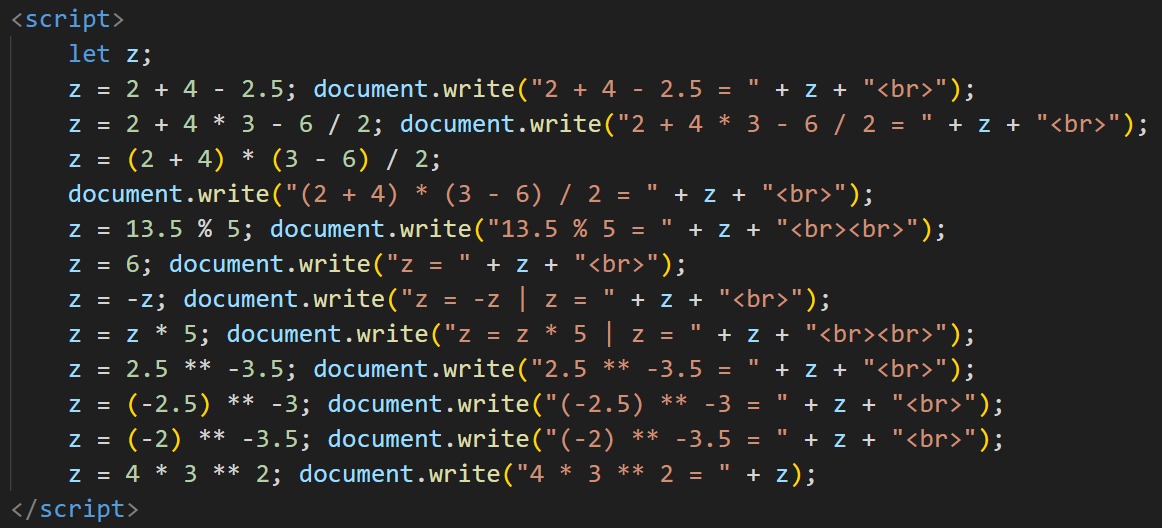 <script>
let z;
z = 2 + 4 - 2.5; document.write("2 + 4 - 2.5 = " + z + "<br>");
z = 2 + 4 * 3 - 6 / 2; document.write("2 + 4 * 3 - 6 / 2 = " + z + "<br>");
z = (2 + 4) * (3 - 6) / 2;
document.write("(2 + 4) * (3 - 6) / 2 = " + z + "<br>");
z = 13.5 % 5; document.write("13.5 % 5 = " + z + "<br><br>");
z = 6; document.write("z = " + z + "<br>");
z = -z; document.write("z = -z | z = " + z + "<br>");
z = z * 5; document.write("z = z * 5 | z = " + z + "<br><br>");
z = 2.5 ** -3.5; document.write("2.5 ** -3.5 = " + z + "<br>");
z = (-2.5) ** -3; document.write("(-2.5) ** -3 = " + z + "<br>");
z = (-2) ** -3.5; document.write("(-2) ** -3.5 = " + z + "<br>");
z = 4 * 3 ** 2; document.write("4 * 3 ** 2 = " + z);
</script>